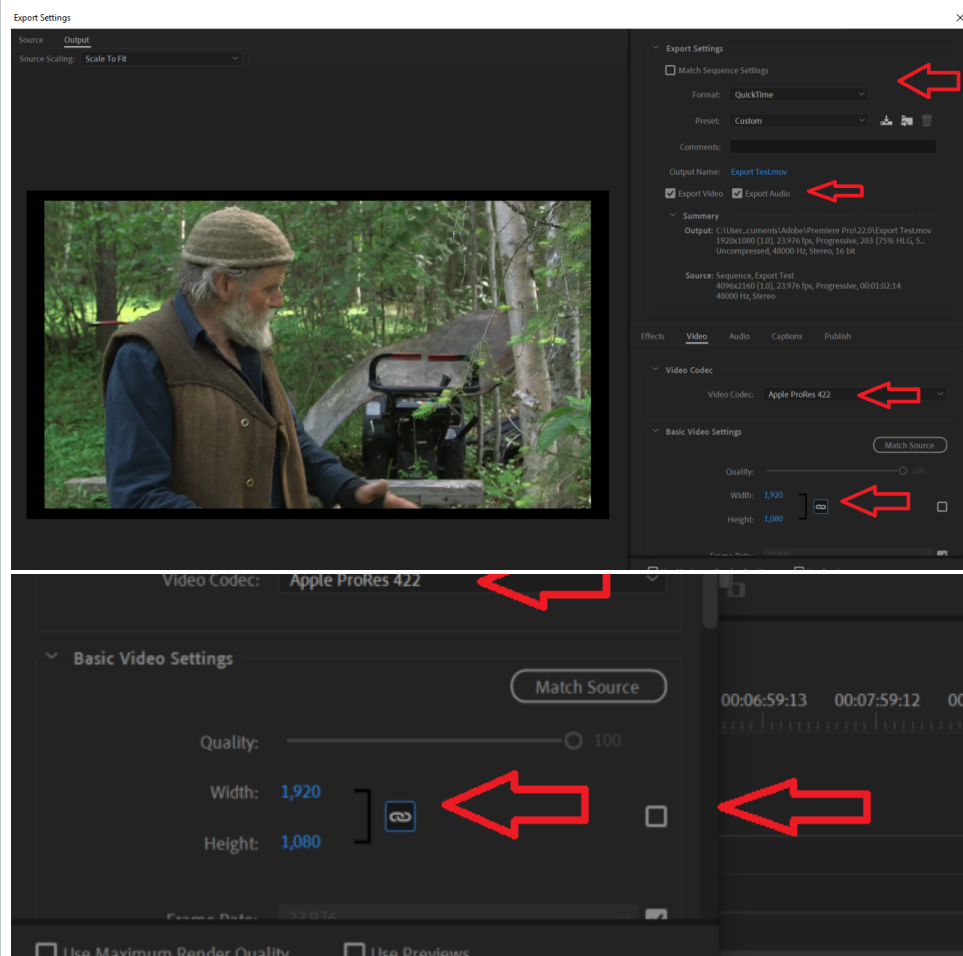 Export Settings
Source Output
Source Scaling: Scale To Fit
Export Settings
Match Sequence Settings
Format: QuickTime
Preset: Custom
Comments:
Output Name: Export Test.mov
Export Video Export Audio
Summary
Output: C:\User...cuments\Adobe\Premiere Pro\22.0\Export Test.mov
1920x1080 (1.0), 23.976 fps, Progressive, 203 (75% HLG, 5...
Uncompressed, 48000 Hz, Stereo, 16 bit
Source: Sequence, Export Test
4096x2160 (1.0), 23.976 fps, Progressive, 00:01:02:14
48000 Hz, Stereo
Effects Video Audio Captions Publish
Video Codec
Video Codec: Apple ProRes 422
Basic Video Settings
Match Source
Quality: 100
Width: 1,920
Height: 1,080
Frame Rate: 23.976
Video Codec: Apple ProRes 422
Basic Video Settings
Match Source
00:06:59:13 00:07:59:12 00
Quality: 100
Width: 1,920
Height: 1,080
Frame Rate: 23.976
Use Maximum Render Quality Use Previews